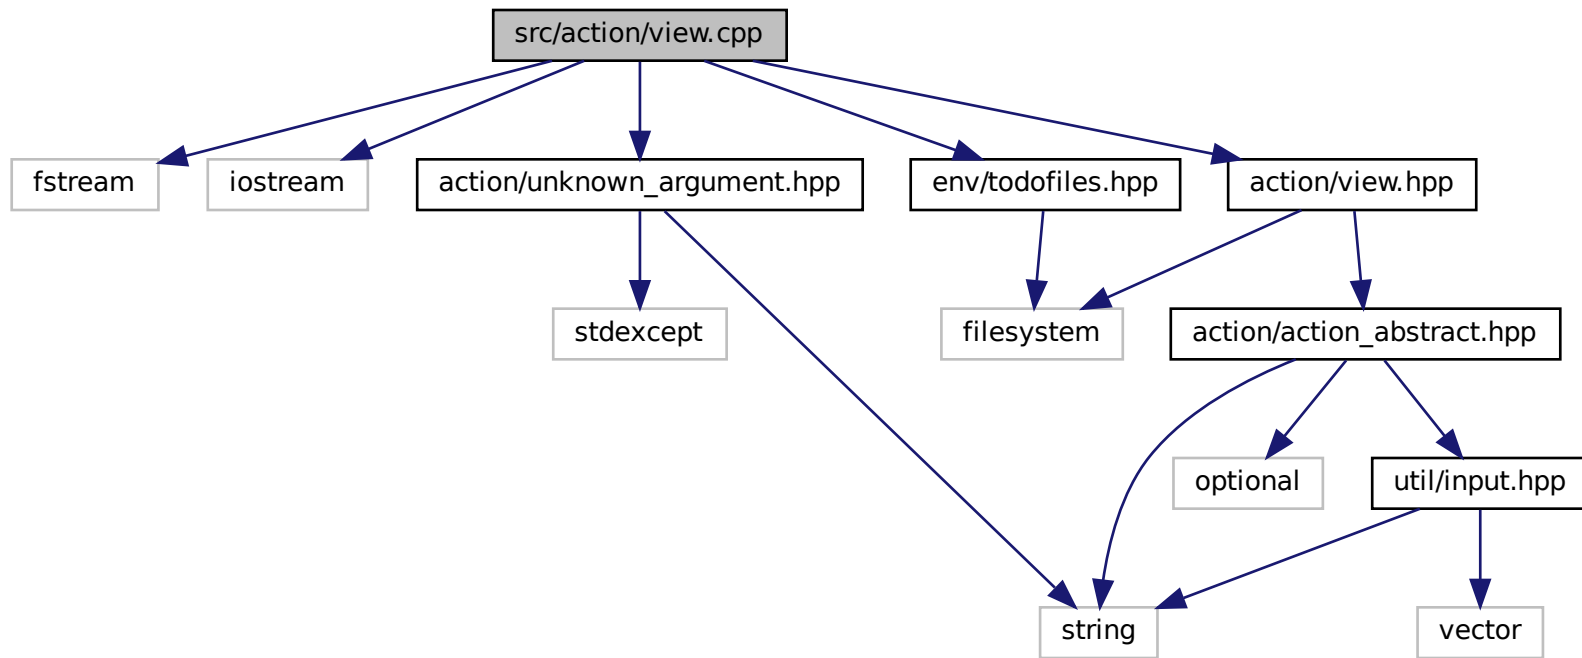 src/action/view.cpp
fstream
iostream
action/unknown_argument.hpp
env/todofiles.hpp
action/view.hpp
stdexcept
filesystem
action/action_abstract.hpp
optional
util/input.hpp
string
vector